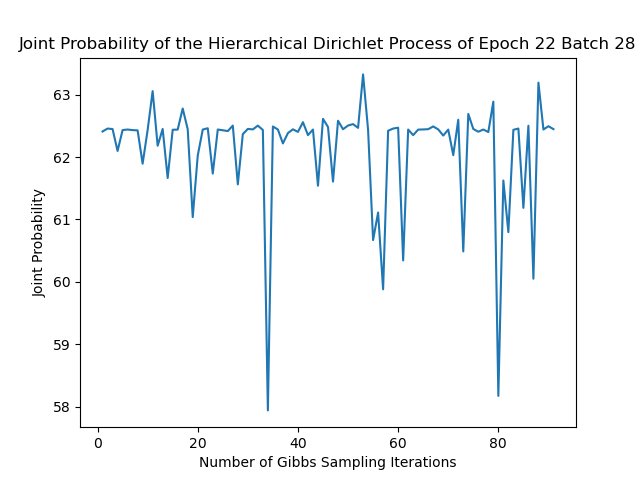 Joint Probability of the Hierarchical Dirichlet Process of Epoch 22 Batch 28
Joint Probability
63
62
61
60
59
58
0 20 40 60 80
Number of Gibbs Sampling Iterations